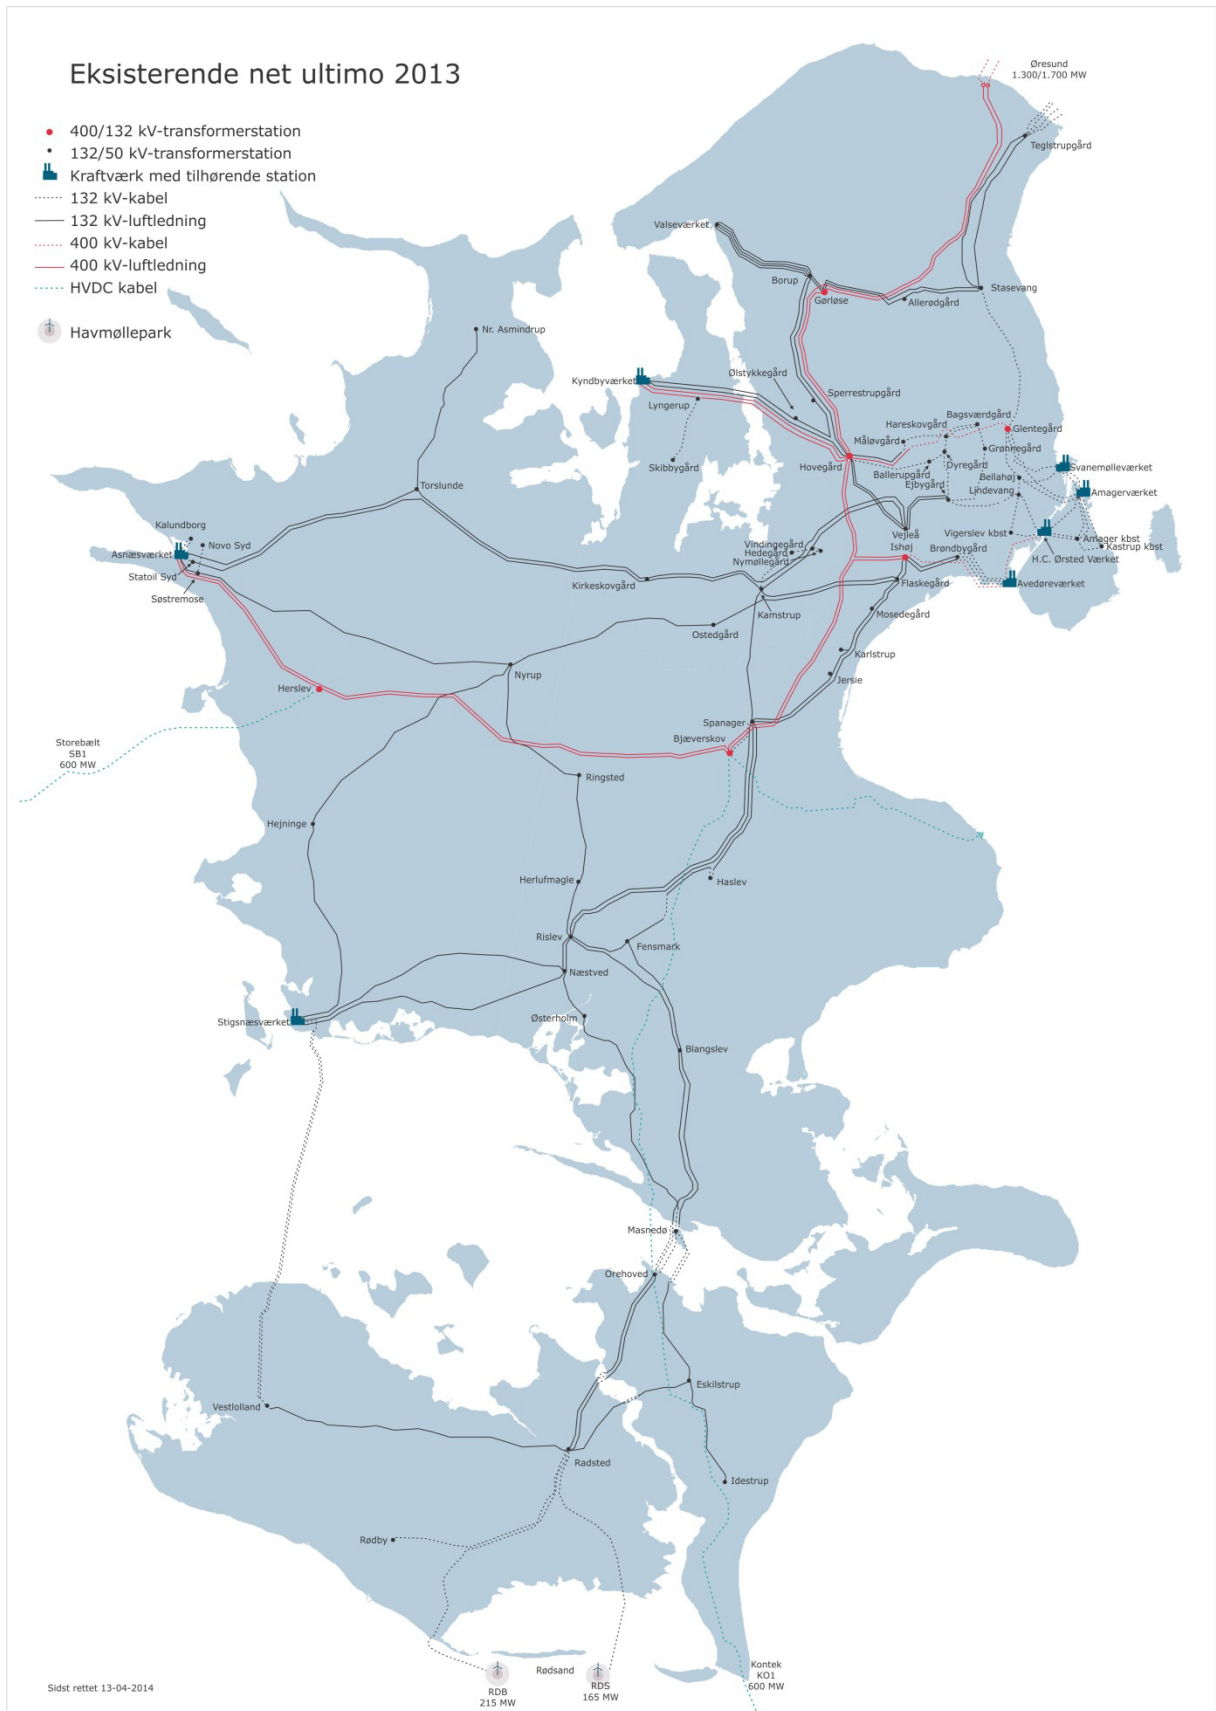 Eksisterende net ultimo 2013
400/132 kV-transformerstation
132/50 kV-transformerstation
Kraftværk med tilhørende station
132 kV-kabel
132 kV-luftledning
400 kV-kabel
400 kV-luftledning
HVDC kabel
Havmøllepark
Øresund
1.300/1.700 MW
Teglstrupgård
Valseværket
Borup
Gørløse
Allerødgård
Stasevang
Nr. Asmindrup
Kyndbyværket
Lyngerup
Ølstykkegård
Sperrestrupgård
Skibbygård
Hovegård
Måløvgård
Hareskovgård
Bagsværdgård
Glentegård
Grønnegård
Ballerupgård
Dyregård
Ejbygård
Bellahøj
Lindevang
Svanemølleværket
Amagerværket
Torslunde
Kalundborg
Novo Syd
Asnæsværket
Statoil Syd
Søstremose
Kirkeskovgård
Vindingegård
Hedegård
Nymøllegård
Kamstrup
Vejleå
Ishøj
Brøndbygård
Vigerslev kbst
Amager kbst
Kastrup kbst
H.C. Ørsted Værket
Avedøreværket
Flaskegård
Mosedegård
Ostedgård
Karlstrup
Jersie
Nyrup
Herslev
Spanager
Bjæverskov
Storebælt
SB1
600 MW
Ringsted
Hejninge
Herlufmagle
Haslev
Rislev
Fensmark
Næstved
Stigsnæsværket
Østerholm
Blangslev
Masnedø
Orehoved
Eskilstrup
Vestlolland
Radsted
Idestrup
Rødby
Rødsand
RDB
215 MW
RDS
165 MW
Kontek
KO1
600 MW
Sidst rettet 13-04-2014